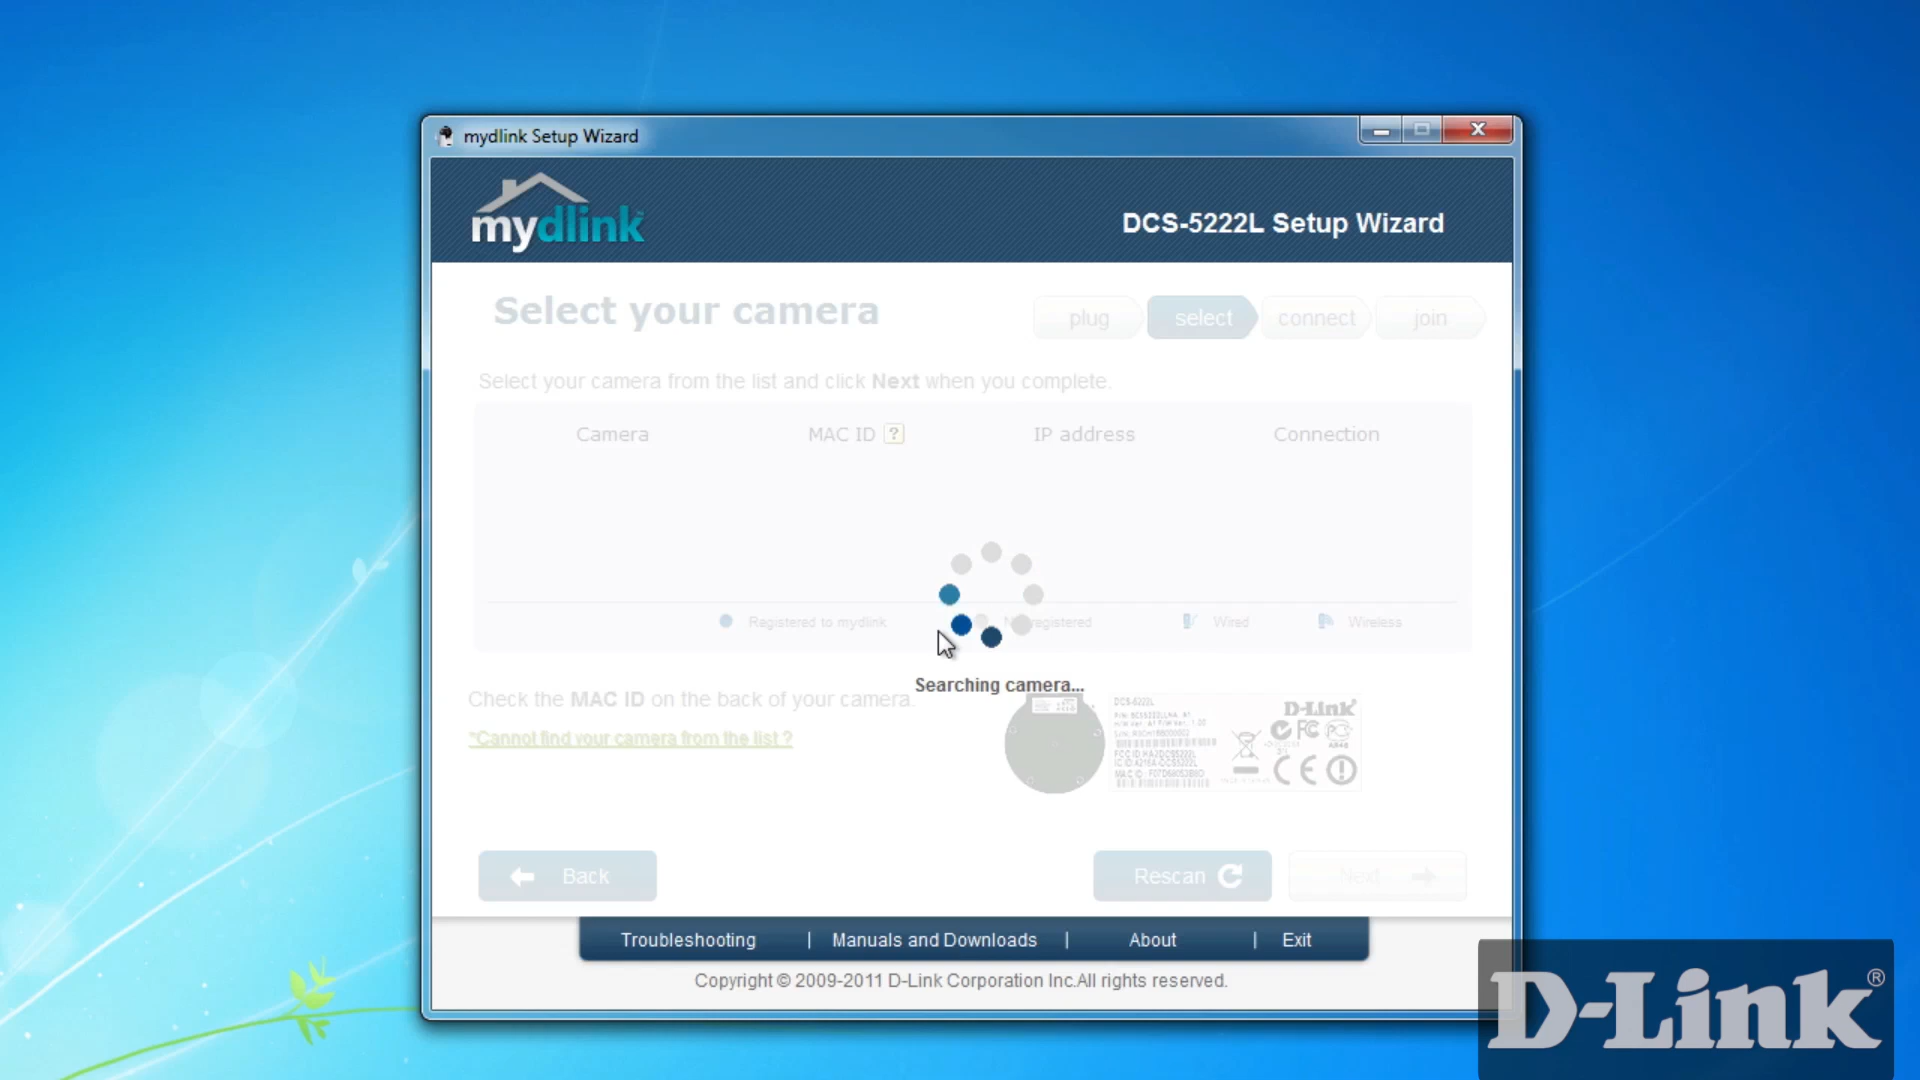 mydlink Setup Wizard
mydlink
DCS-5222L Setup Wizard
Select your camera
plug
select
connect
join
Select your camera from the list and click Next when you complete.
Camera
MAC ID ?
IP address
Connection
Registered to mydlink
registered
Wired
Wireless
Searching camera...
Check the MAC ID on the back of your camera.
*Cannot find your camera from the list ?
DCS-5222L
D-Link
Back
Rescan
Next
Troubleshooting | Manuals and Downloads | About | Exit
Copyright © 2009-2011 D-Link Corporation Inc.All rights reserved.
D-Link®